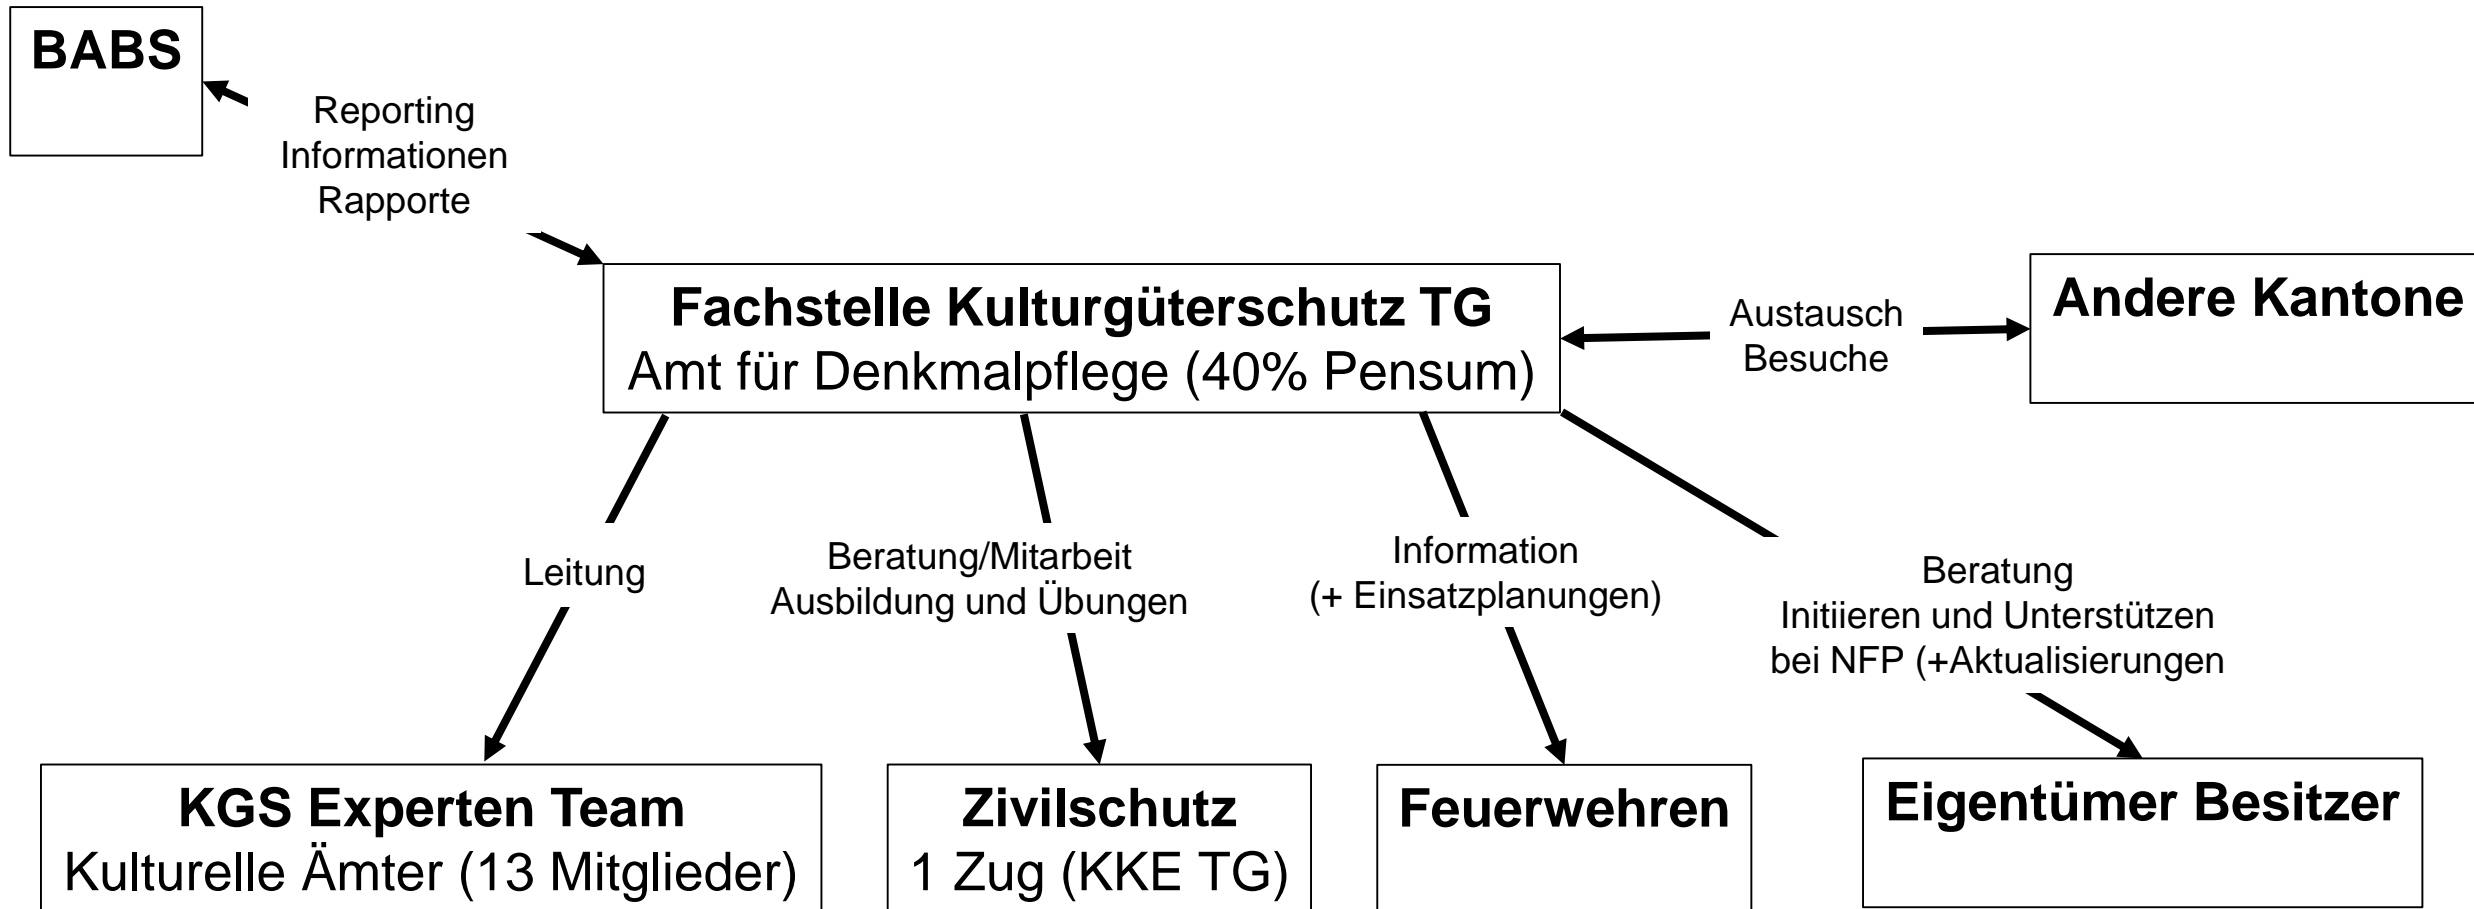 BABS
Reporting
Informationen
Rapporte
Fachstelle Kulturgüterschutz TG
Amt für Denkmalpflege (40% Pensum)
Austausch
Besuche
Andere Kantone
Leitung
Beratung/Mitarbeit
Ausbildung und Übungen
Information
(+ Einsatzplanungen)
Beratung
Initiieren und Unterstützen
bei NFP (+Aktualisierungen
KGS Experten Team
Kulturelle Ämter (13 Mitglieder)
Zivilschutz
1 Zug (KKE TG)
Feuerwehren
Eigentümer Besitzer